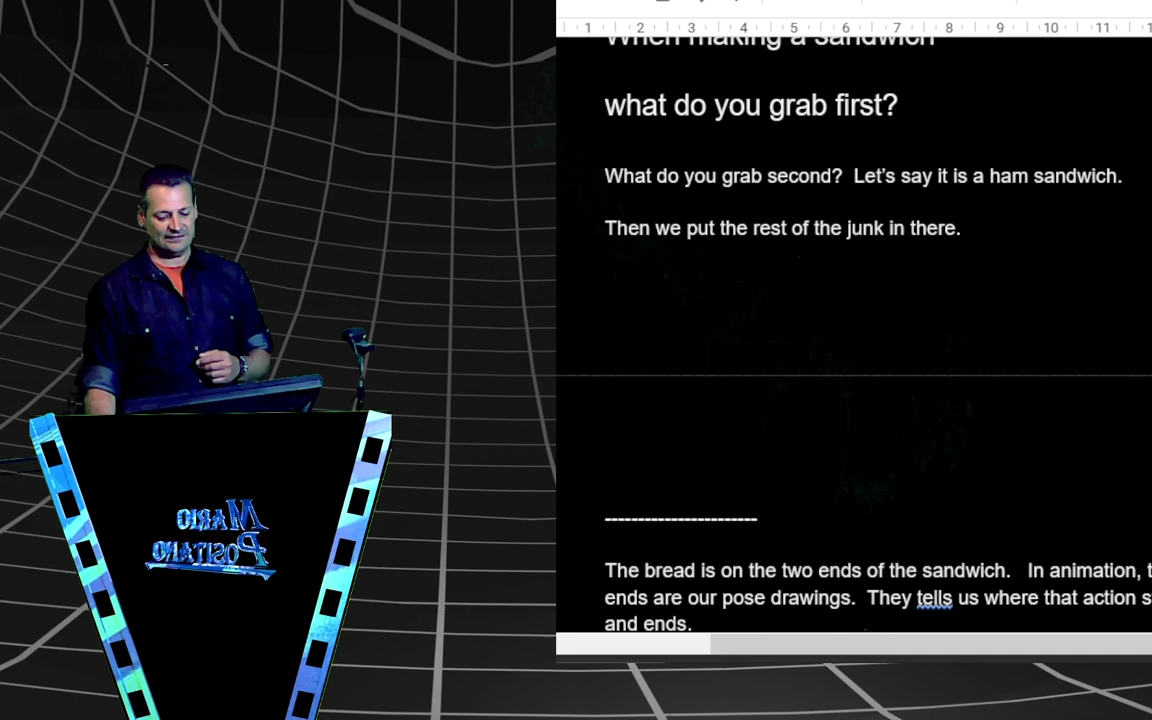 1 2 3 4 5 6 7 8 9 10 11
When making a sandwich
what do you grab first?
What do you grab second?  Let's say it is a ham sandwich.
Then we put the rest of the junk in there.
-----------------------
The bread is on the two ends of the sandwich.   In animation, t
ends are our pose drawings.  They tells us where that action s
and ends.
MARIO
POSITANO